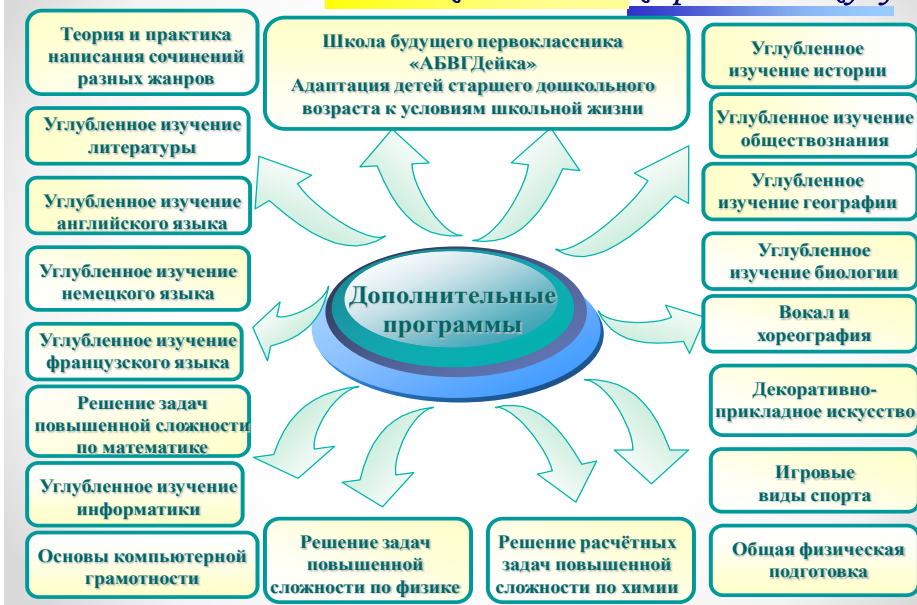 Теория и практика
написания сочинений
разных жанров
Школа будущего первоклассника
«АБВГДейка»
Адаптация детей старшего дошкольного
возраста к условиям школьной жизни
Углубленное
изучение истории
Углубленное изучение
литературы
Углубленное изучение
обществознания
Углубленное изучение
английского языка
Углубленное
изучение географии
Углубленное изучение
немецкого языка
Углубленное
изучение биологии
Дополнительные
программы
Вокал и
хореография
Углубленное изучение
французского языка
Решение задач
повышенной сложности
по математике
Декоративно-
прикладное искусство
Углубленное изучение
информатики
Игровые
виды спорта
Основы компьютерной
грамотности
Решение задач
повышенной
сложности по физике
Решение расчётных
задач повышенной
сложности по химии
Общая физическая
подготовка